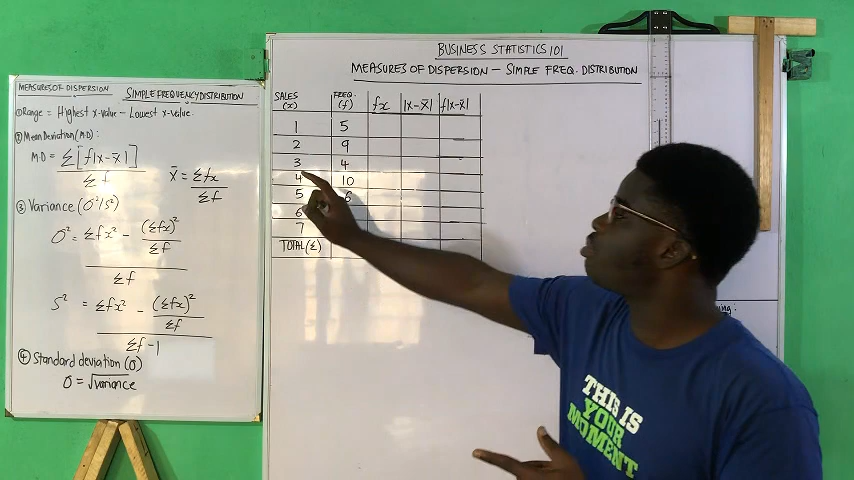 MEASURES OF DISPERSION
SIMPLE FREQUENCY DISTRIBUTION
① Range = Highest x-value - Lowest x-value.
② Mean Deviation (M.D) :
M.D = Σ[f|x-x̄|] / Σf
x̄ = Σfx / Σf
③ Variance (σ²/s²)
σ² = Σfx² - (Σfx)² / Σf
Σf
s² = Σfx² - (Σfx)² / Σf
Σf-1
④ Standard deviation (σ)
σ = √variance
BUSINESS STATISTICS 101
MEASURES OF DISPERSION - SIMPLE FREQ. DISTRIBUTION
SALES (x) FREQ. (f) fx |x-x̄| f|x-x̄|
1 5
2 9
3 4
4 10
5
6
7
TOTAL (Σ)
THIS IS
YOUR
MOMENT